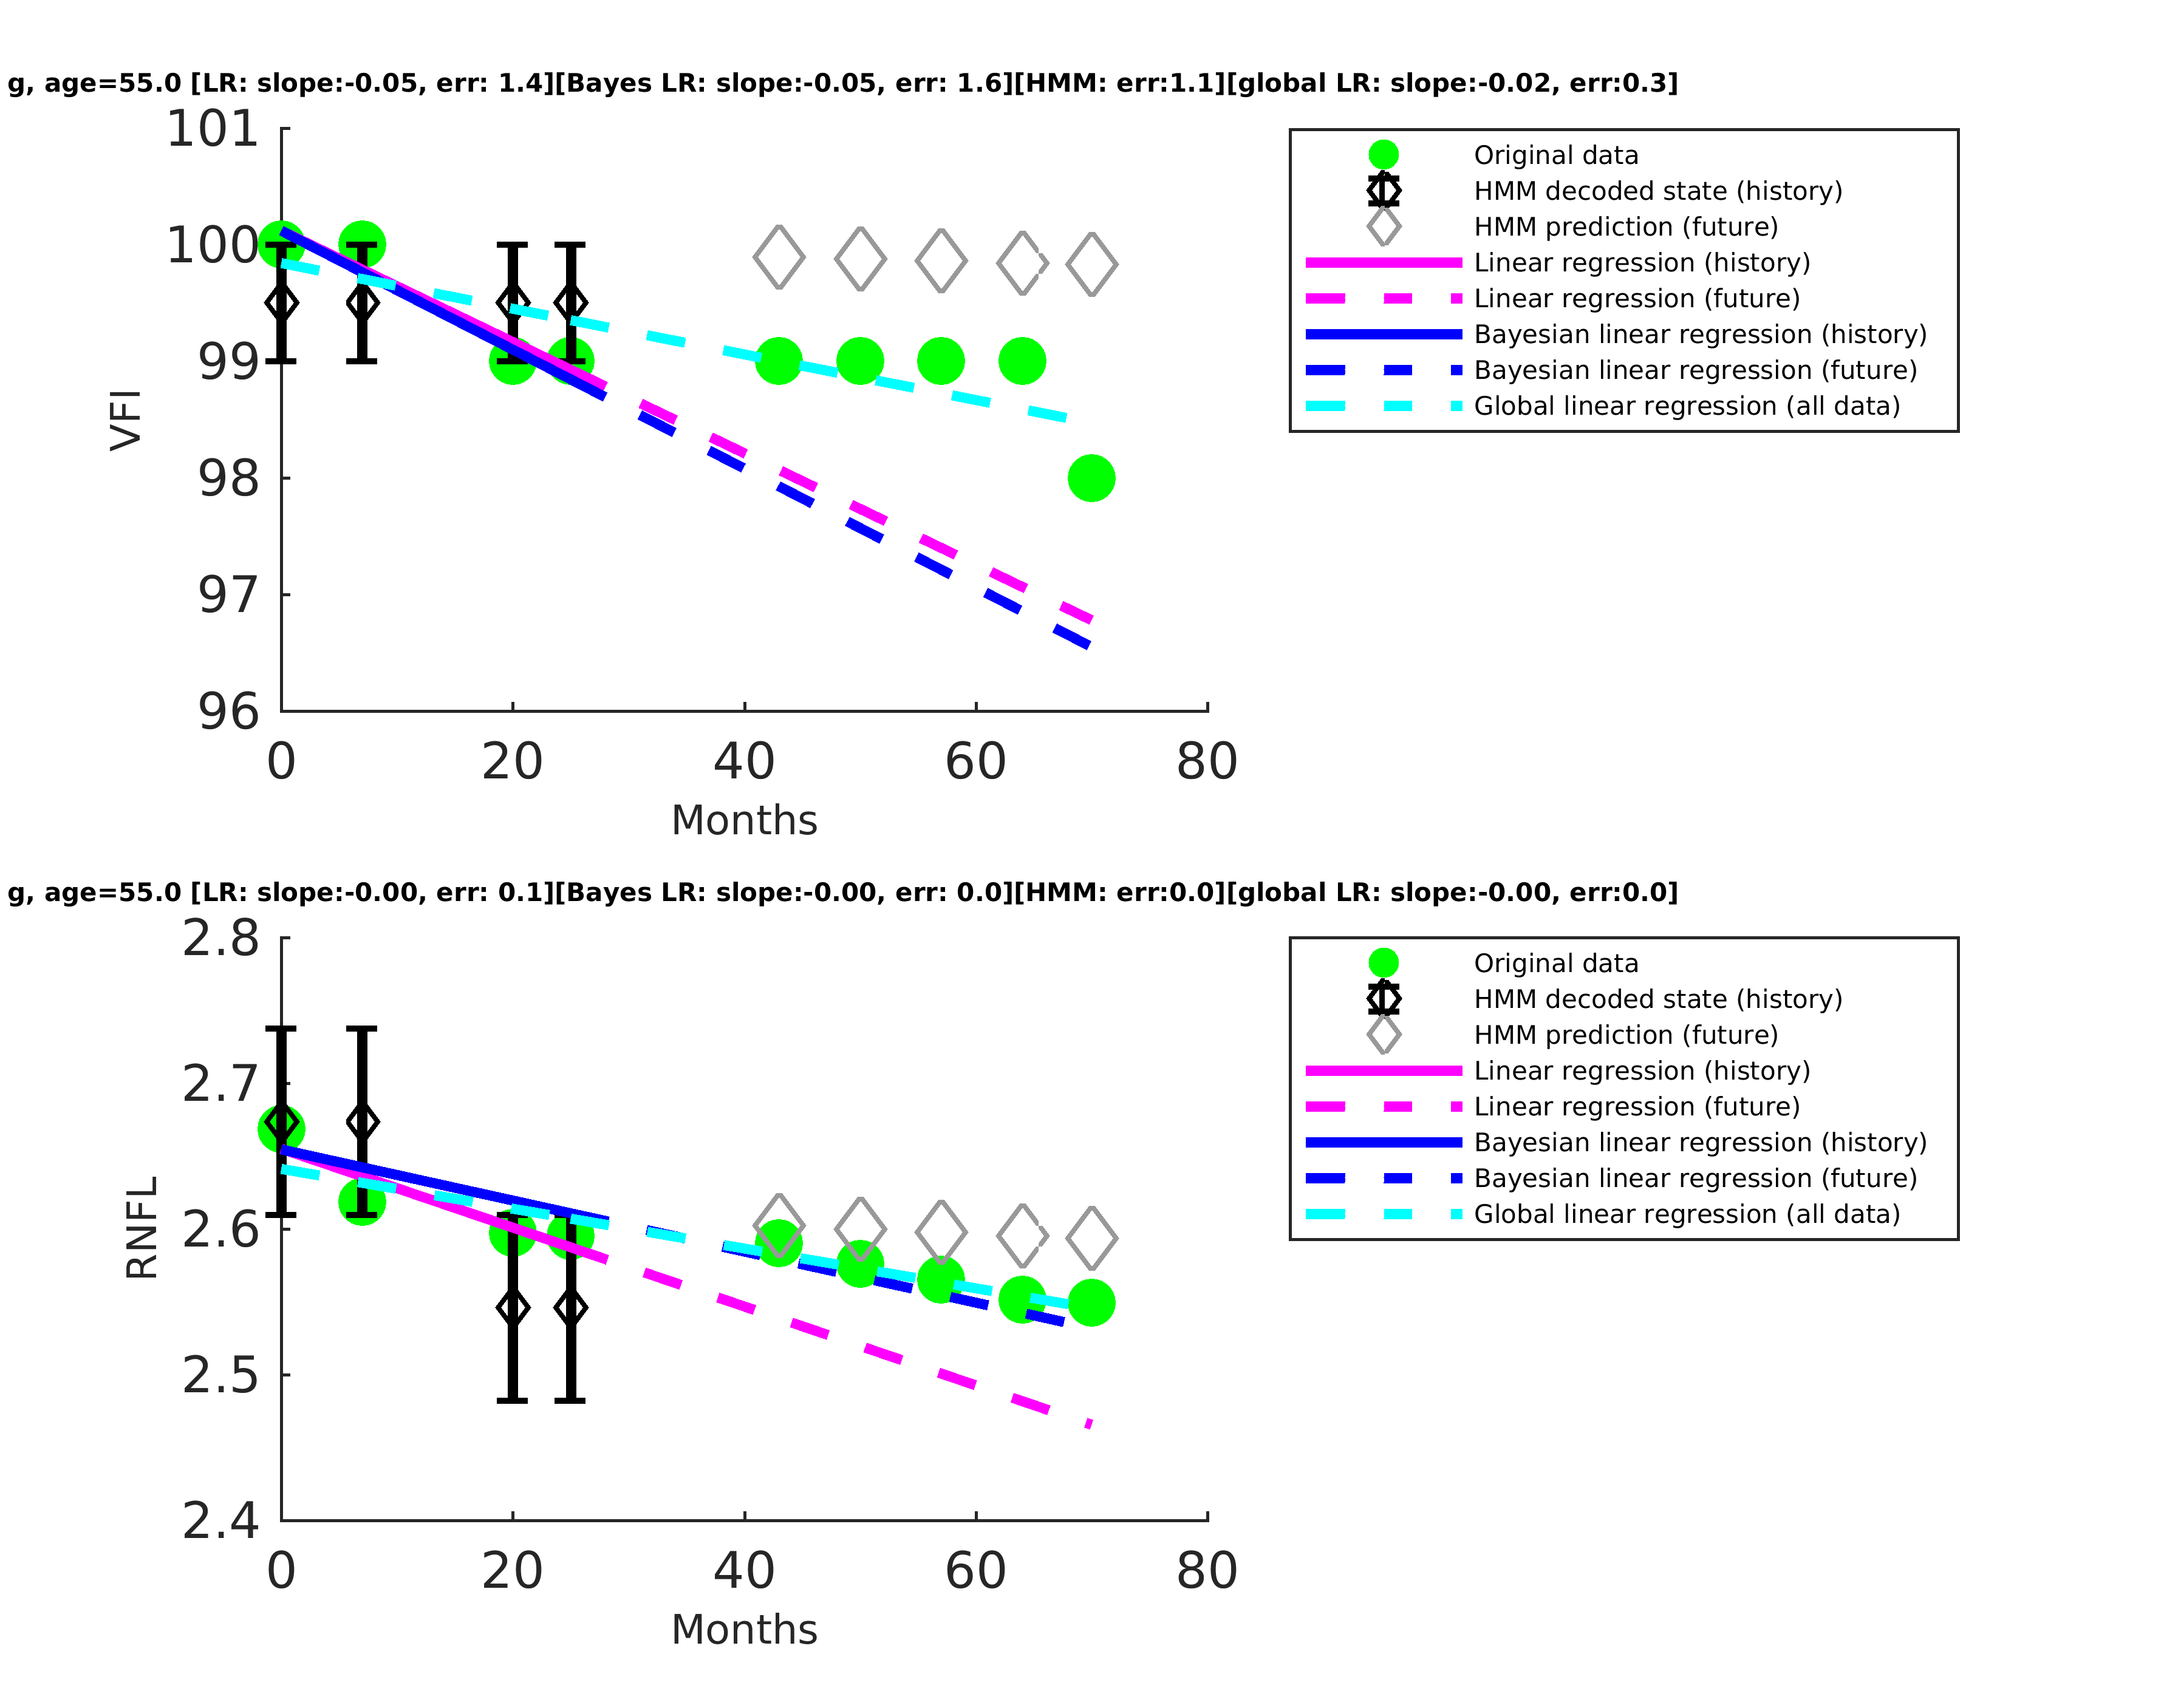 g, age=55.0 [LR: slope:-0.05, err: 1.4][Bayes LR: slope:-0.05, err: 1.6][HMM: err:1.1][global LR: slope:-0.02, err:0.3]
101
100
99
98
97
96
VFI
0 20 40 60 80
Months
Original data
HMM decoded state (history)
HMM prediction (future)
Linear regression (history)
Linear regression (future)
Bayesian linear regression (history)
Bayesian linear regression (future)
Global linear regression (all data)
g, age=55.0 [LR: slope:-0.00, err: 0.1][Bayes LR: slope:-0.00, err: 0.0][HMM: err:0.0][global LR: slope:-0.00, err:0.0]
2.8
2.7
2.6
2.5
2.4
RNFL
0 20 40 60 80
Months
Original data
HMM decoded state (history)
HMM prediction (future)
Linear regression (history)
Linear regression (future)
Bayesian linear regression (history)
Bayesian linear regression (future)
Global linear regression (all data)